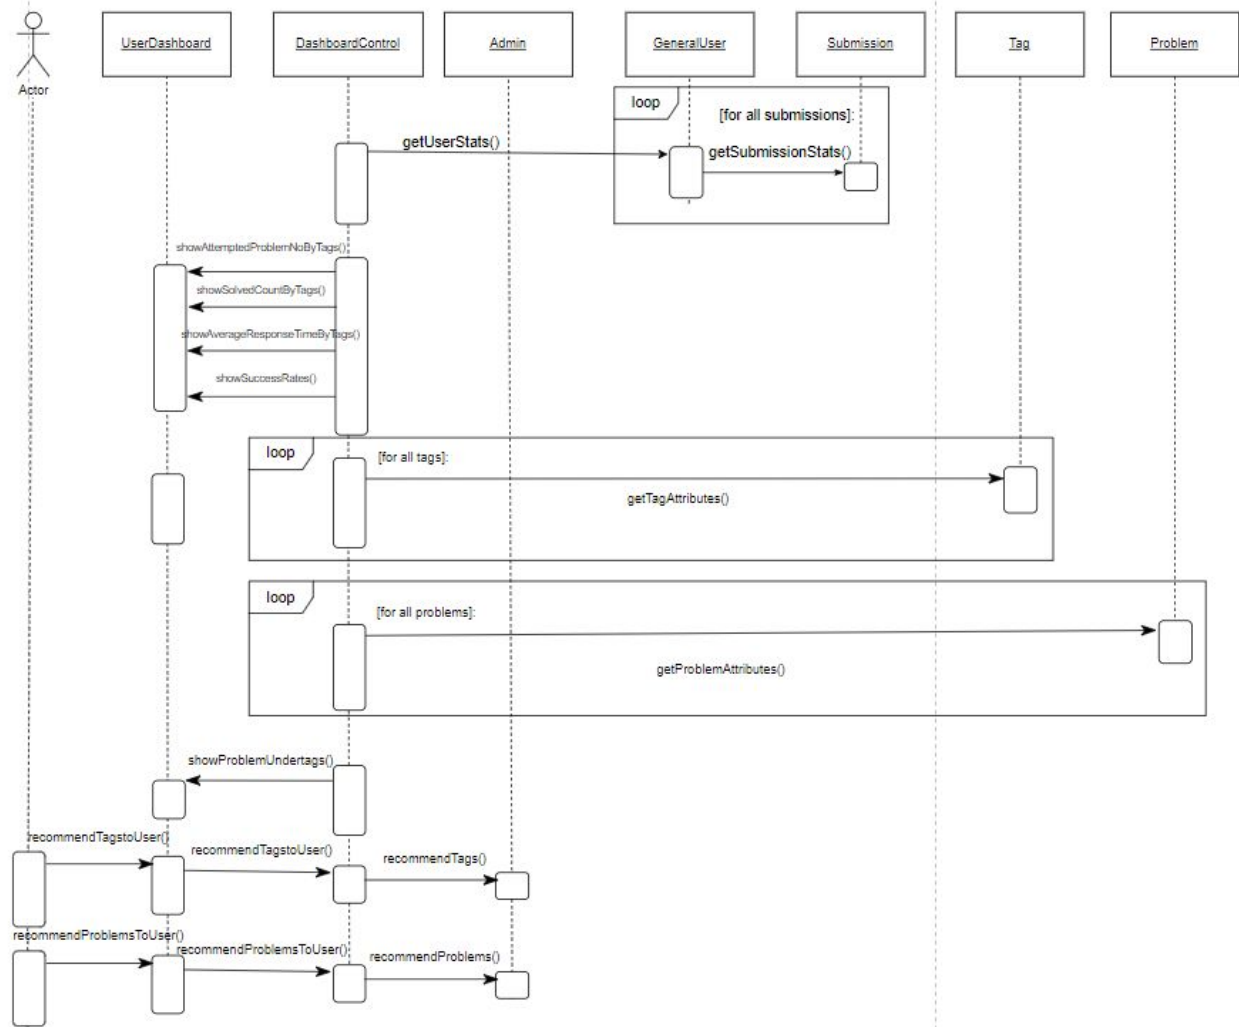 UserDashboard
DashboardControl
Admin
GeneralUser
Submission
Tag
Problem
Actor
loop
[for all submissions]:
getUserStats()
getSubmissionStats()
showAttemptedProblemNoByTags()
showSolvedCountByTags()
showAverageResponseTimeByTags()
showSuccessRates()
loop
[for all tags]:
getTagAttributes()
loop
[for all problems]:
getProblemAttributes()
showProblemUndertags()
recommendTagstoUser()
recommendTagstoUser()
recommendTags()
recommendProblemsToUser()
recommendProblemsToUser()
recommendProblems()